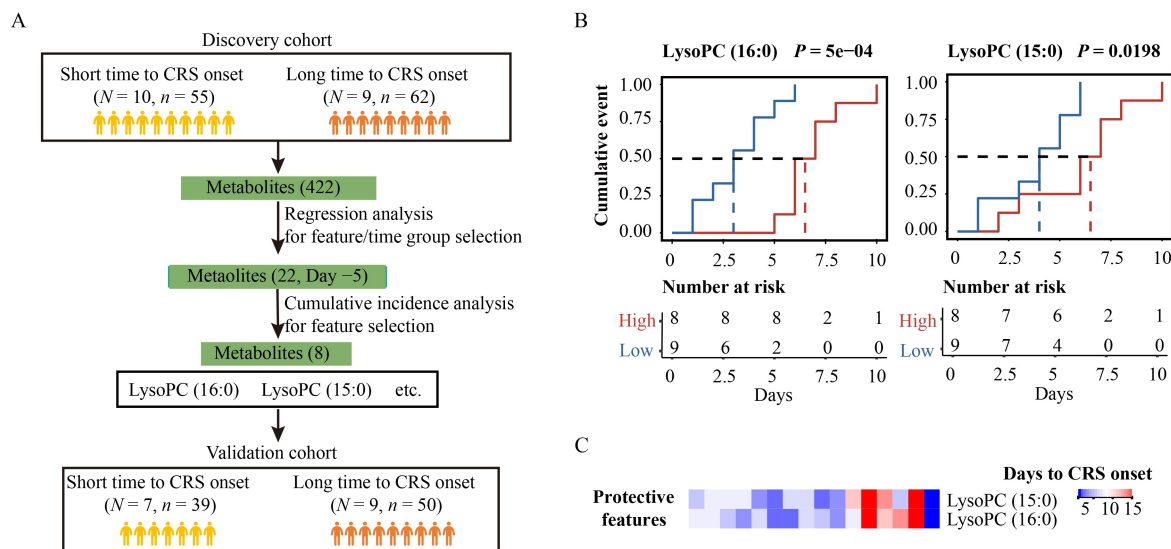 A
Discovery cohort
Short time to CRS onset
(N = 10, n = 55)
Long time to CRS onset
(N = 9, n = 62)
Metabolites (422)
Regression analysis
for feature/time group selection
Metaolites (22, Day −5)
Cumulative incidence analysis
for feature selection
Metabolites (8)
LysoPC (16:0) LysoPC (15:0) etc.
Validation cohort
Short time to CRS onset
(N = 7, n = 39)
Long time to CRS onset
(N = 9, n = 50)
B
LysoPC (16:0) P = 5e−04
Cumulative event
1.00
0.75
0.50
0.25
0.00
0 2.5 5 7.5 10
Number at risk
High 8 8 8 2 1
Low 9 6 2 0 0
0 2.5 5 7.5 10
Days
LysoPC (15:0) P = 0.0198
1.00
0.75
0.50
0.25
0.00
0 2.5 5 7.5 10
Number at risk
High 8 7 6 2 1
Low 9 7 4 0 0
0 2.5 5 7.5 10
Days
C
Protective
features
LysoPC (15:0)
LysoPC (16:0)
Days to CRS onset
5 10 15